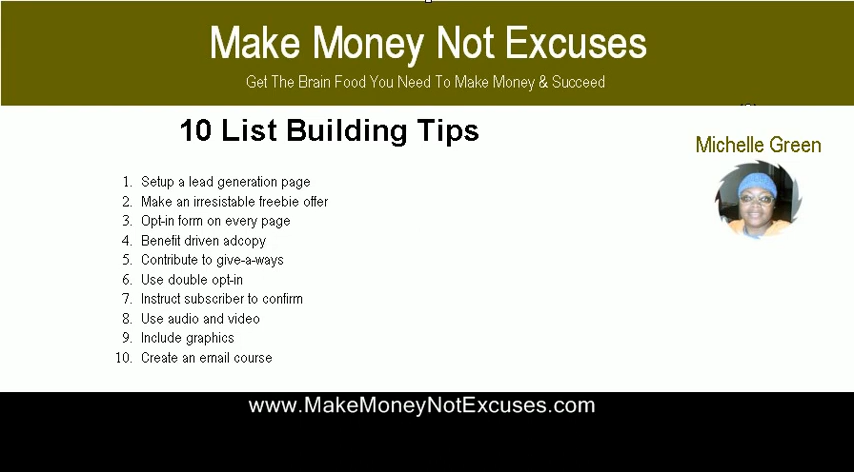 Make Money Not Excuses
Get The Brain Food You Need To Make Money & Succeed
10 List Building Tips
Michelle Green
1. Setup a lead generation page
2. Make an irresistable freebie offer
3. Opt-in form on every page
4. Benefit driven adcopy
5. Contribute to give-a-ways
6. Use double opt-in
7. Instruct subscriber to confirm
8. Use audio and video
9. Include graphics
10. Create an email course
www.MakeMoneyNotExcuses.com